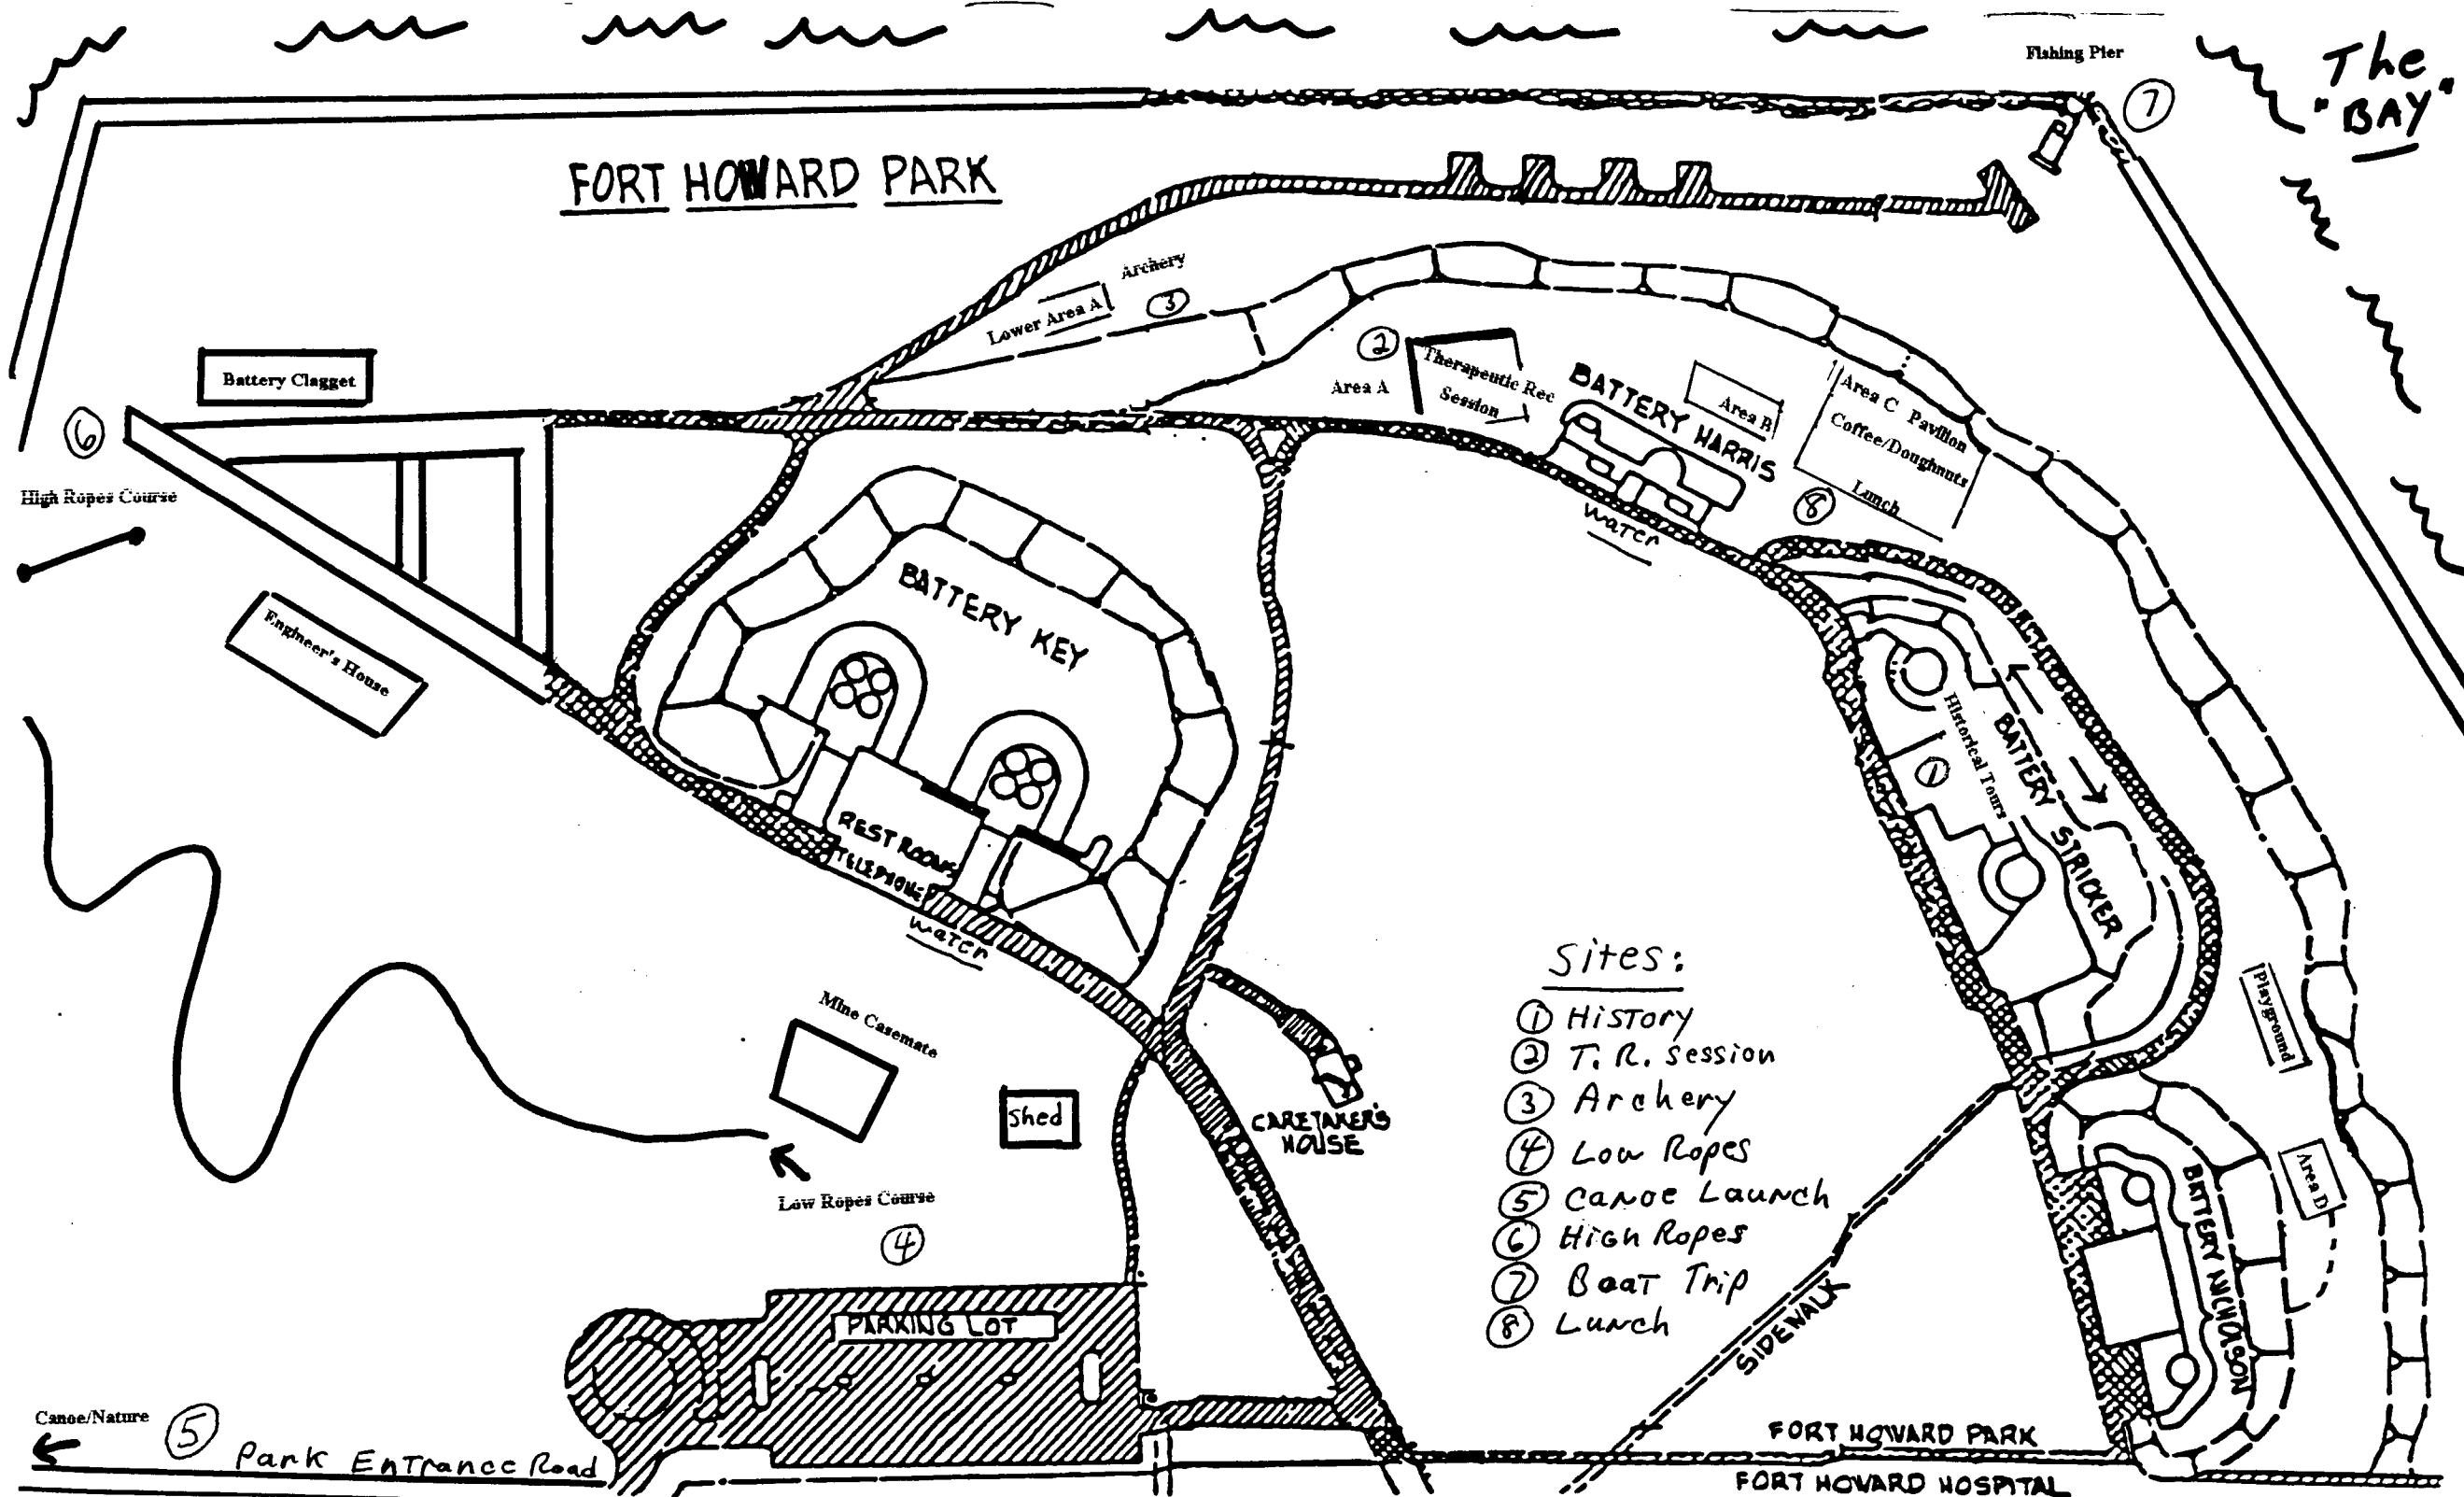 Fishing Pier
The
"BAY"
7
FORT HOWARD PARK
Archery
Lower Area A
3
2
Area A
Therapeutic Rec
Session
BATTERY HARRIS
Area B
Area C Pavilion
Coffee/Doughnuts
Lunch
8
water
Battery Clagget
6
High Ropes Course
Engineer's House
BATTERY KEY
REST ROOMS
TELEPHONE
water
Historical Tours
1
BATTERY STRICKER
Playground
Mine Casemate
Shed
CARETAKER'S
HOUSE
Low Ropes Course
4
Sites:
1 History
2 T. R. Session
3 Archery
4 Low Ropes
5 Canoe Launch
6 High Ropes
7 Boat Trip
8 Lunch
Area D
BATTERY NICHOLSON
SIDEWALK
PARKING LOT
Canoe/Nature
5
Park Entrance Road
FORT HOWARD PARK
FORT HOWARD HOSPITAL